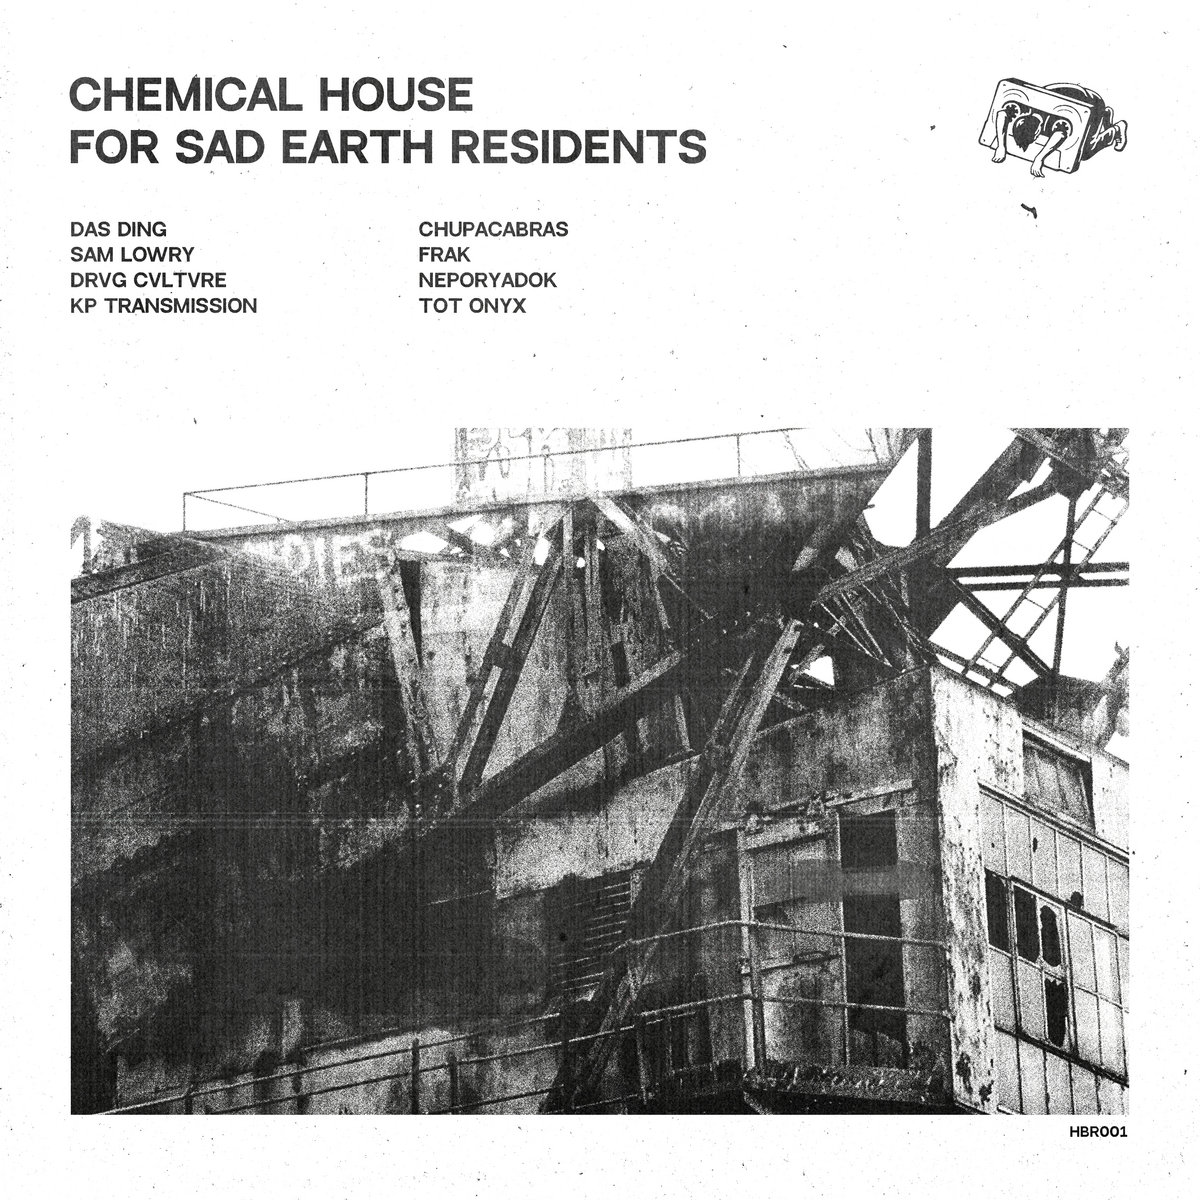 CHEMICAL HOUSE
FOR SAD EARTH RESIDENTS
DAS DING
SAM LOWRY
DRVG CVLTVRE
KP TRANSMISSION
CHUPACABRAS
FRAK
NEPORYADOK
TOT ONYX
DIES
HBR001